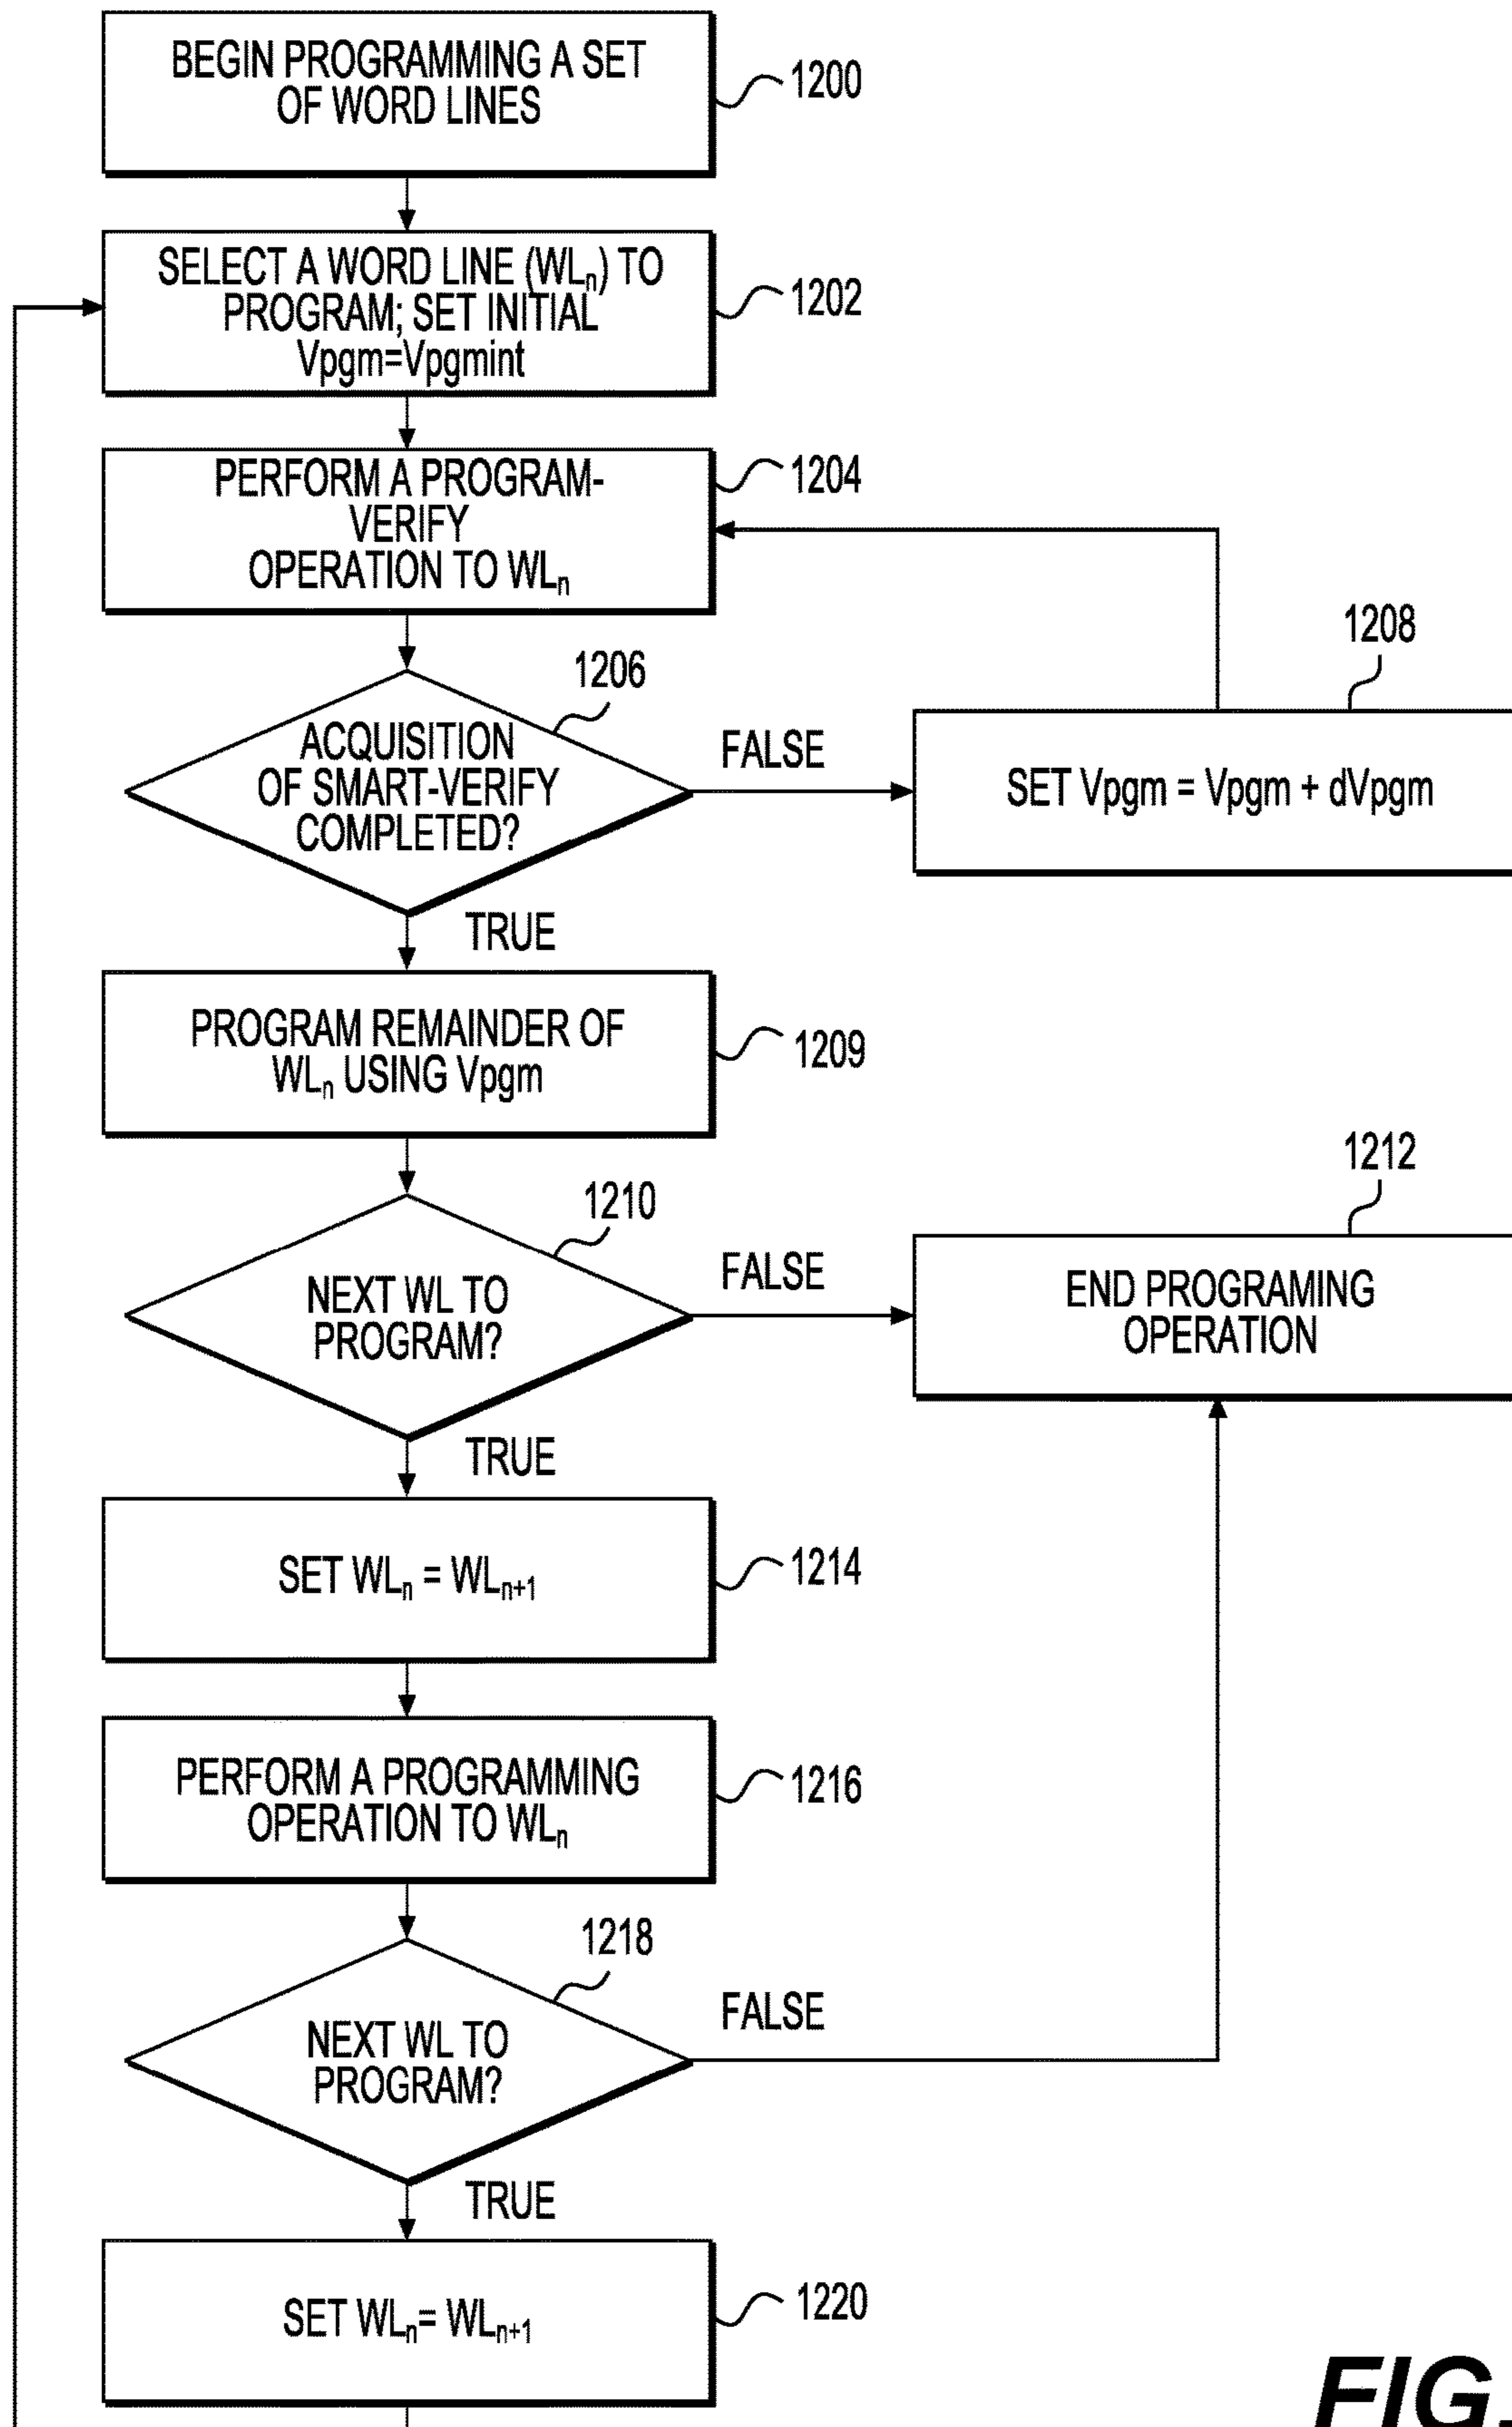 BEGIN PROGRAMMING A SET
OF WORD LINES
1200
SELECT A WORD LINE (WLn) TO
PROGRAM; SET INITIAL
Vpgm=Vpgmint
1202
PERFORM A PROGRAM-
VERIFY
OPERATION TO WLn
1204
1206
ACQUISITION
OF SMART-VERIFY
COMPLETED?
FALSE
1208
SET Vpgm = Vpgm + dVpgm
TRUE
PROGRAM REMAINDER OF
WLn USING Vpgm
1209
1210
NEXT WL TO
PROGRAM?
FALSE
1212
END PROGRAMING
OPERATION
TRUE
SET WLn = WLn+1
1214
PERFORM A PROGRAMMING
OPERATION TO WLn
1216
1218
NEXT WL TO
PROGRAM?
FALSE
TRUE
SET WLn= WLn+1
1220
FIG.